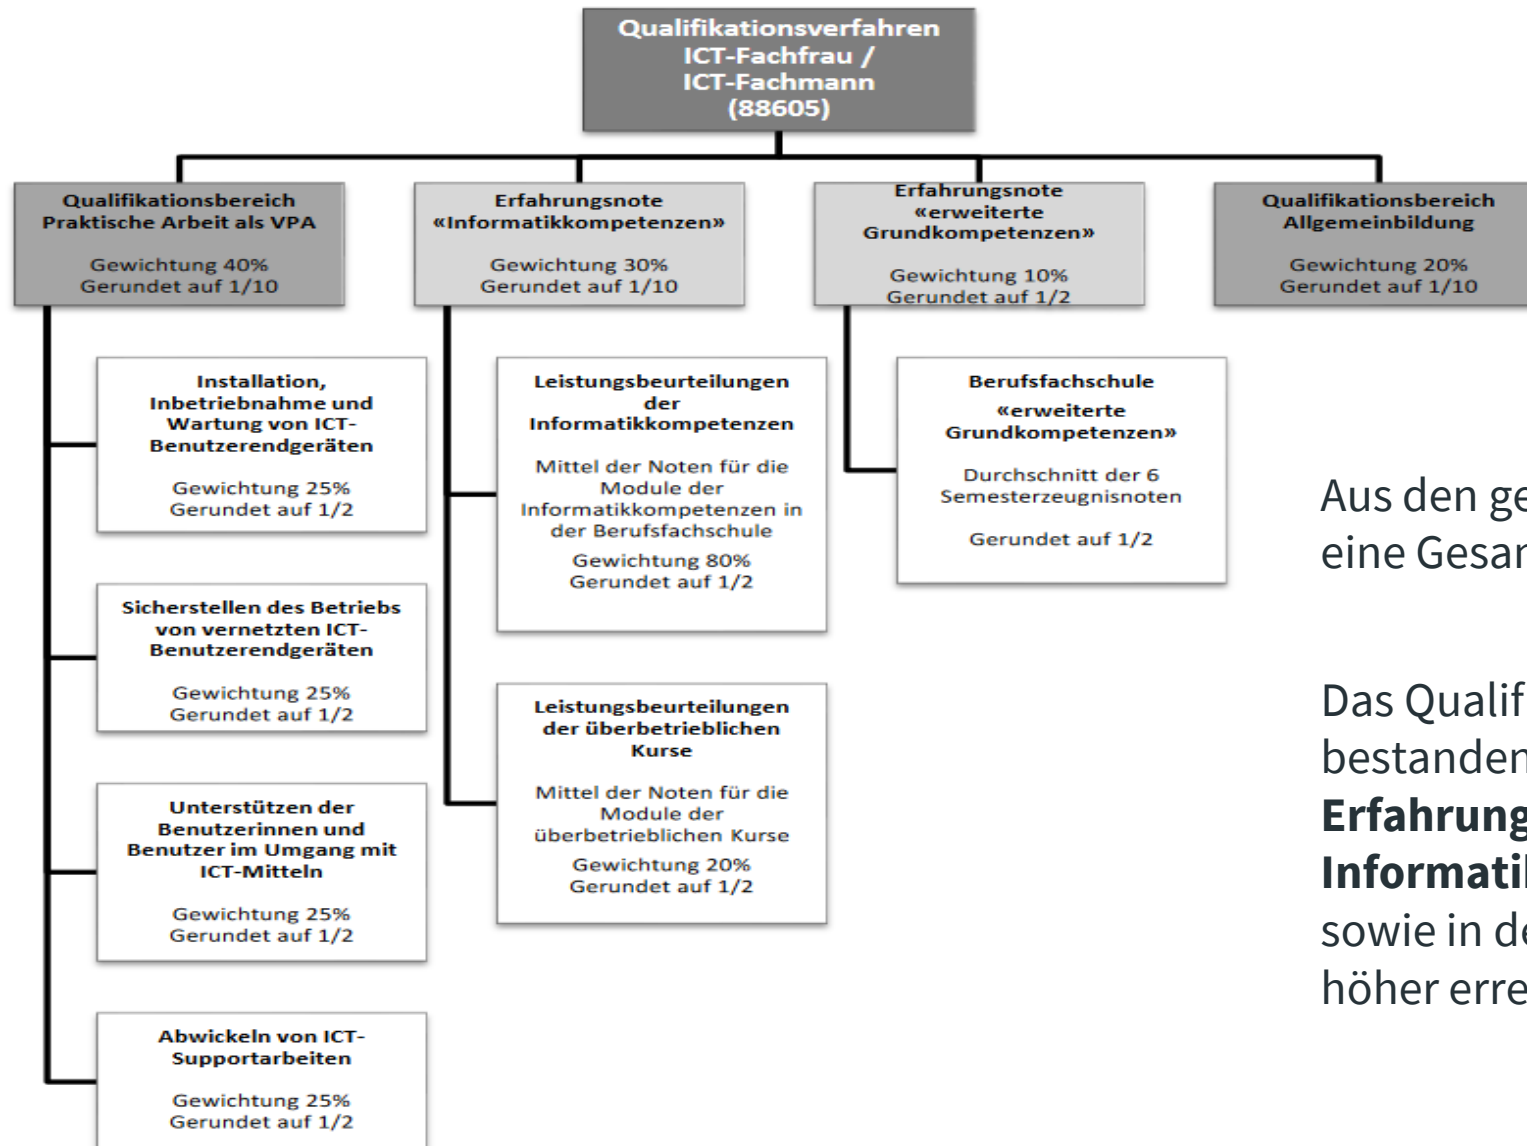 Qualifikationsverfahren
ICT-Fachfrau /
ICT-Fachmann
(88605)
Qualifikationsbereich
Praktische Arbeit als VPA
Gewichtung 40%
Gerundet auf 1/10
Erfahrungsnote
«Informatikkompetenzen»
Gewichtung 30%
Gerundet auf 1/10
Erfahrungsnote
«erweiterte
Grundkompetenzen»
Gewichtung 10%
Gerundet auf 1/2
Qualifikationsbereich
Allgemeinbildung
Gewichtung 20%
Gerundet auf 1/10
Installation,
Inbetriebnahme und
Wartung von ICT-
Benutzerendgeräten
Gewichtung 25%
Gerundet auf 1/2
Sicherstellen des Betriebs
von vernetzten ICT-
Benutzerendgeräten
Gewichtung 25%
Gerundet auf 1/2
Unterstützen der
Benutzerinnen und
Benutzer im Umgang mit
ICT-Mitteln
Gewichtung 25%
Gerundet auf 1/2
Abwickeln von ICT-
Supportarbeiten
Gewichtung 25%
Gerundet auf 1/2
Leistungsbeurteilungen
der
Informatikkompetenzen
Mittel der Noten für die
Module der
Informatikkompetenzen in
der Berufsfachschule
Gewichtung 80%
Gerundet auf 1/2
Leistungsbeurteilungen
der überbetrieblichen
Kurse
Mittel der Noten für die
Module der
überbetrieblichen Kurse
Gewichtung 20%
Gerundet auf 1/2
Berufsfachschule
«erweiterte
Grundkompetenzen»
Durchschnitt der 6
Semesterzeugnisnoten
Gerundet auf 1/2
Aus den ge
eine Gesa
Das Qualif
bestanden
Erfahrung
Informati
sowie in de
höher erre